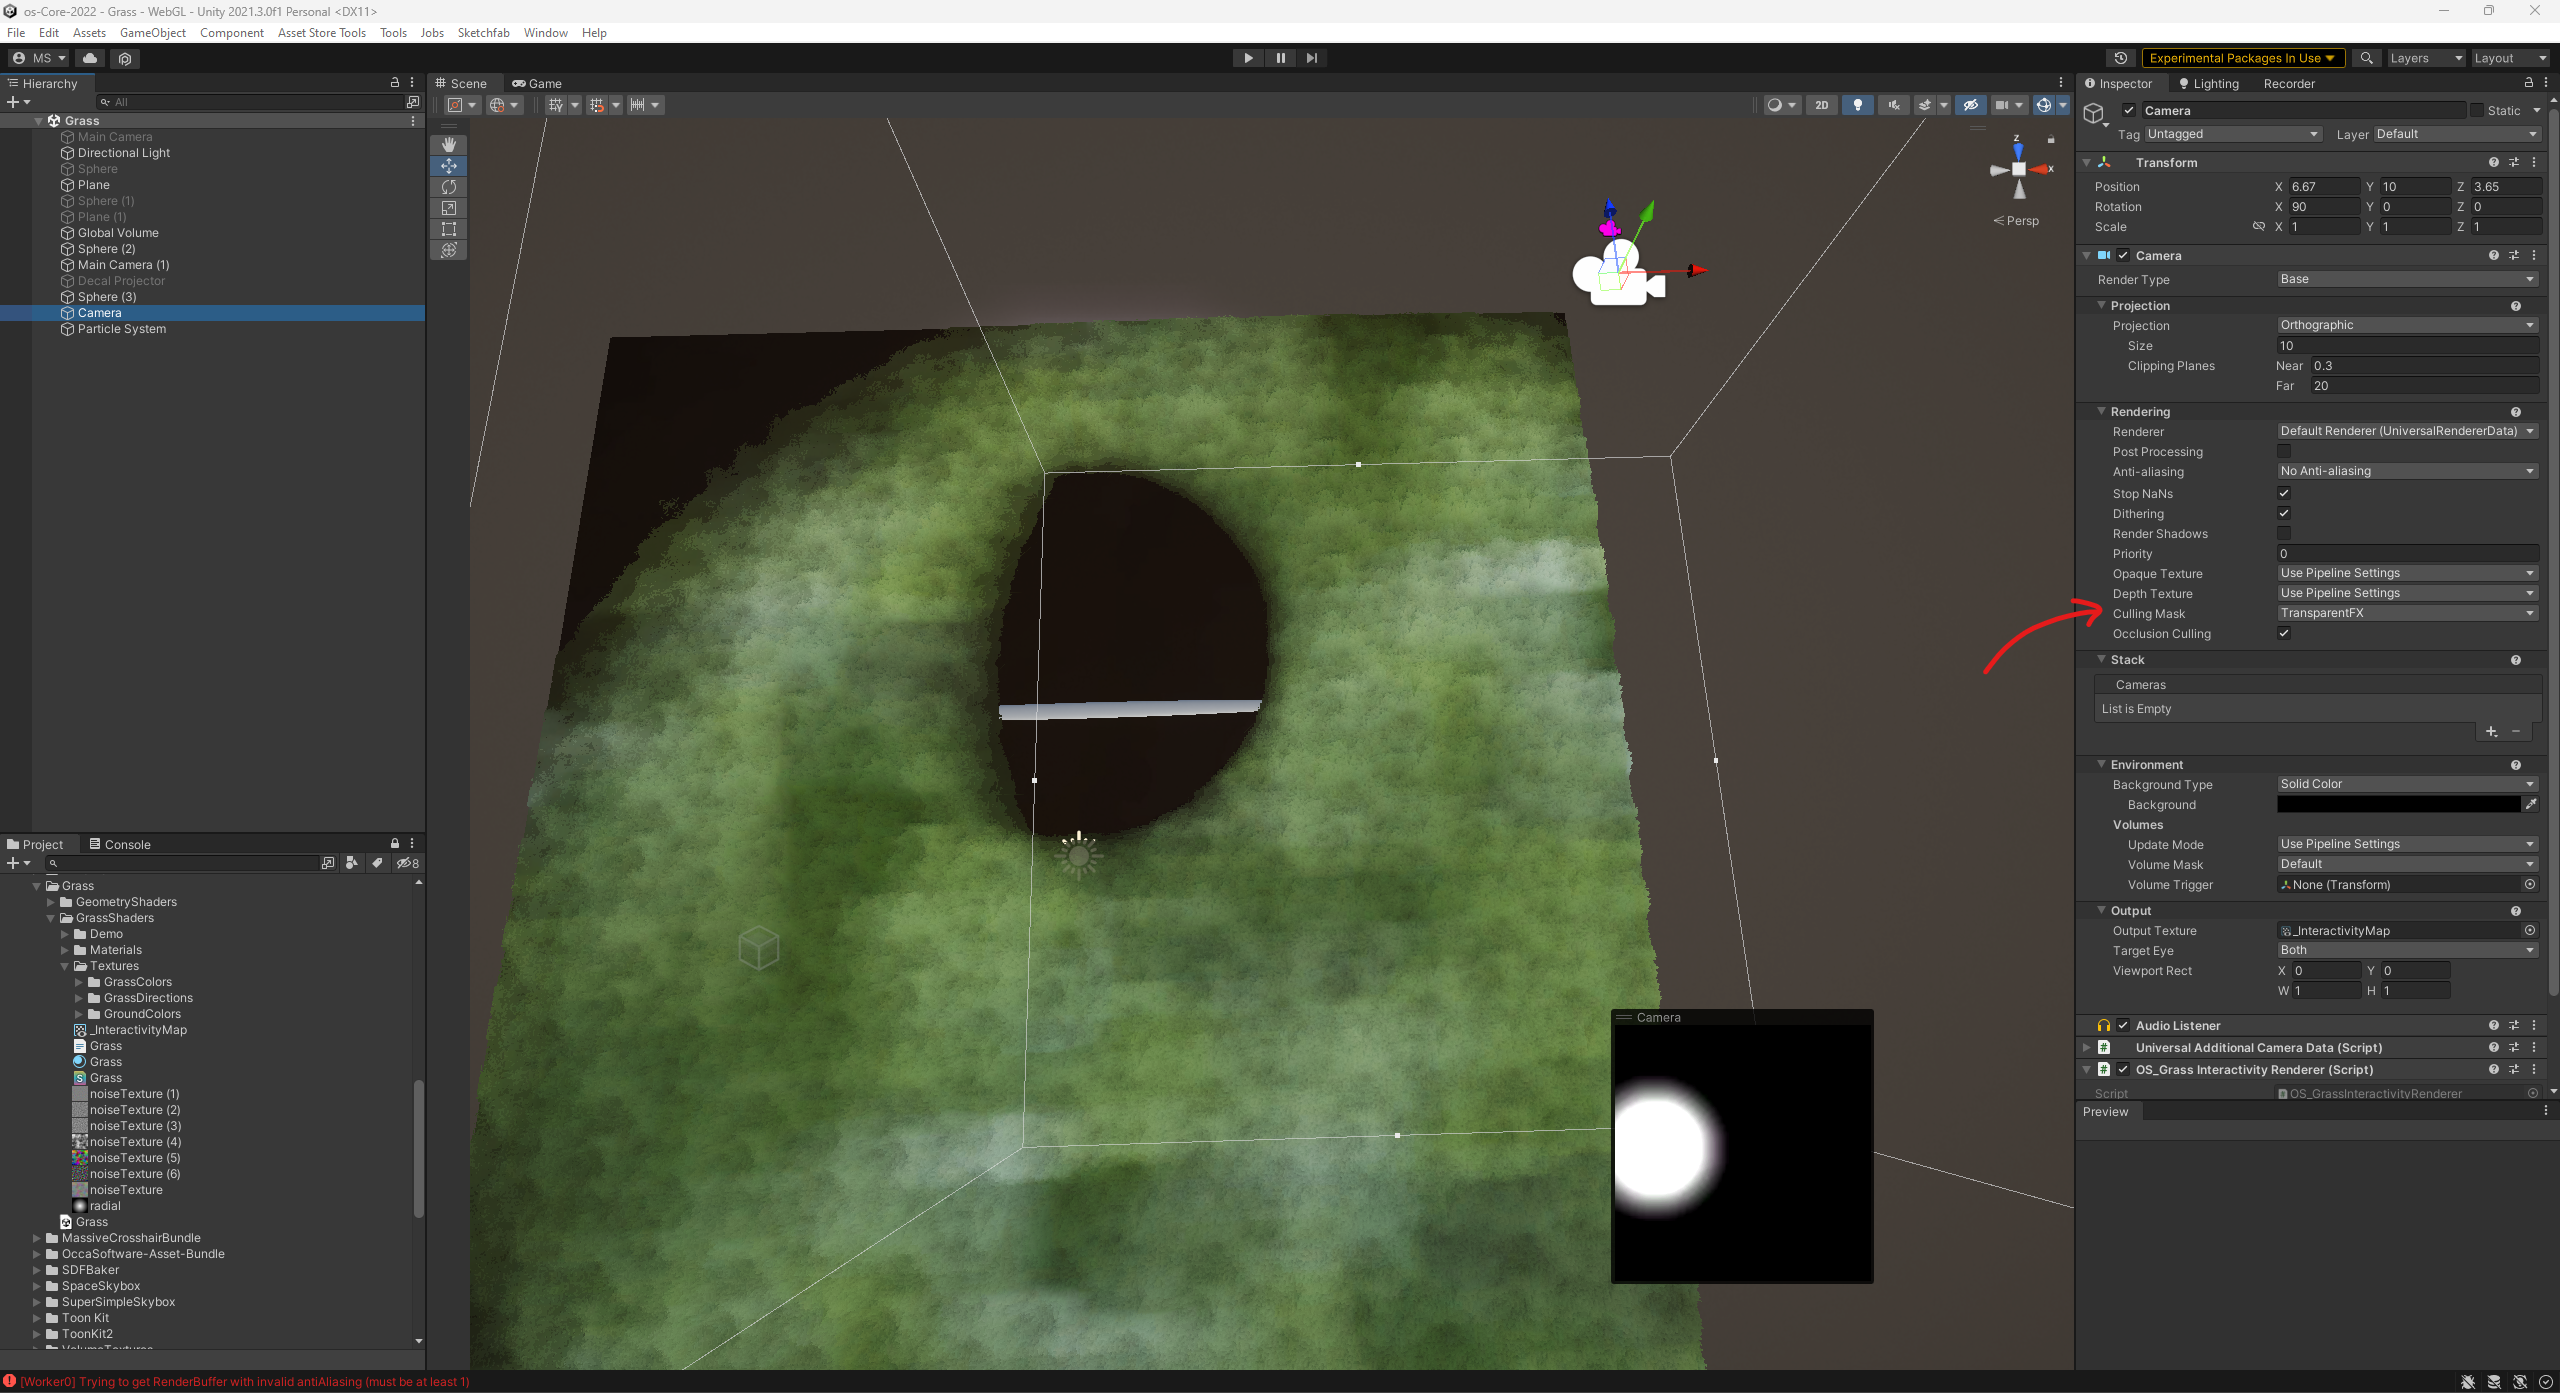 os-Core-2022 - Grass - WebGL - Unity 2021.3.0f1 Personal <DX11>
File Edit Assets GameObject Component Asset Store Tools Tools Jobs Sketchfab Window Help
MS
Experimental Packages In Use
Layers
Layout
Hierarchy
All
Grass
Main Camera
Directional Light
Sphere
Plane
Sphere (1)
Plane (1)
Global Volume
Sphere (2)
Main Camera (1)
Decal Projector
Sphere (3)
Camera
Particle System
Project
Console
8
Grass
GeometryShaders
GrassShaders
Demo
Materials
Textures
GrassColors
GrassDirections
GroundColors
_InteractivityMap
Grass
Grass
Grass
noiseTexture (1)
noiseTexture (2)
noiseTexture (3)
noiseTexture (4)
noiseTexture (5)
noiseTexture (6)
noiseTexture
radial
Grass
MassiveCrosshairBundle
OccaSoftware-Asset-Bundle
SDFBaker
SpaceSkybox
SuperSimpleSkybox
Toon Kit
ToonKit2
Scene
Game
2D
z
x
Persp
Camera
Inspector
Lighting
Recorder
Camera
Static
Tag Untagged
Layer Default
Transform
Position X 6.67 Y 10 Z 3.65
Rotation X 90 Y 0 Z 0
Scale X 1 Y 1 Z 1
Camera
Render Type Base
Projection
Projection Orthographic
Size 10
Clipping Planes Near 0.3
Far 20
Rendering
Renderer Default Renderer (UniversalRendererData)
Post Processing
Anti-aliasing No Anti-aliasing
Stop NaNs
Dithering
Render Shadows
Priority 0
Opaque Texture Use Pipeline Settings
Depth Texture Use Pipeline Settings
Culling Mask TransparentFX
Occlusion Culling
Stack
Cameras
List is Empty
Environment
Background Type Solid Color
Background
Volumes
Update Mode Use Pipeline Settings
Volume Mask Default
Volume Trigger None (Transform)
Output
Output Texture _InteractivityMap
Target Eye Both
Viewport Rect X 0 Y 0
W 1 H 1
Audio Listener
Universal Additional Camera Data (Script)
OS_Grass Interactivity Renderer (Script)
Script OS_GrassInteractivityRenderer
Preview
[Worker0] Trying to get RenderBuffer with invalid antiAliasing (must be at least 1)